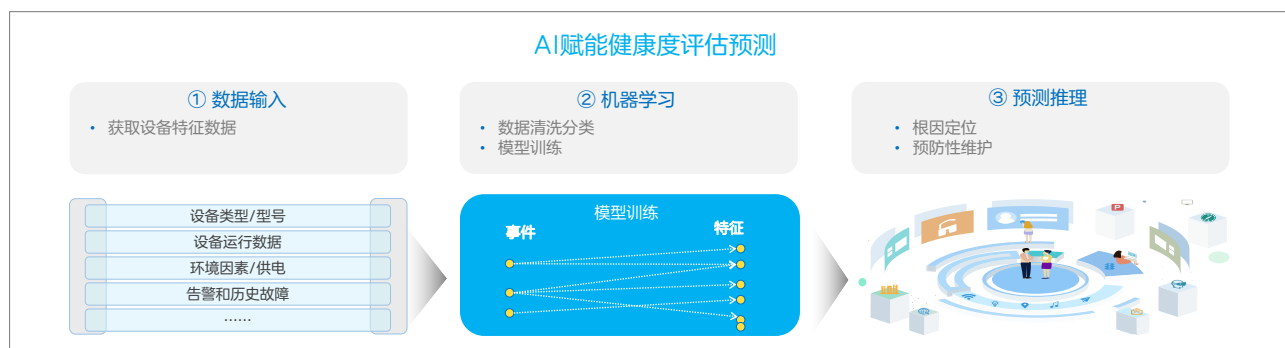 AI赋能健康度评估预测
① 数据输入
• 获取设备特征数据
② 机器学习
• 数据清洗分类
• 模型训练
③ 预测推理
• 根因定位
• 预防性维护
设备类型/型号
设备运行数据
环境因素/供电
告警和历史故障
……
模型训练
事件
特征
P